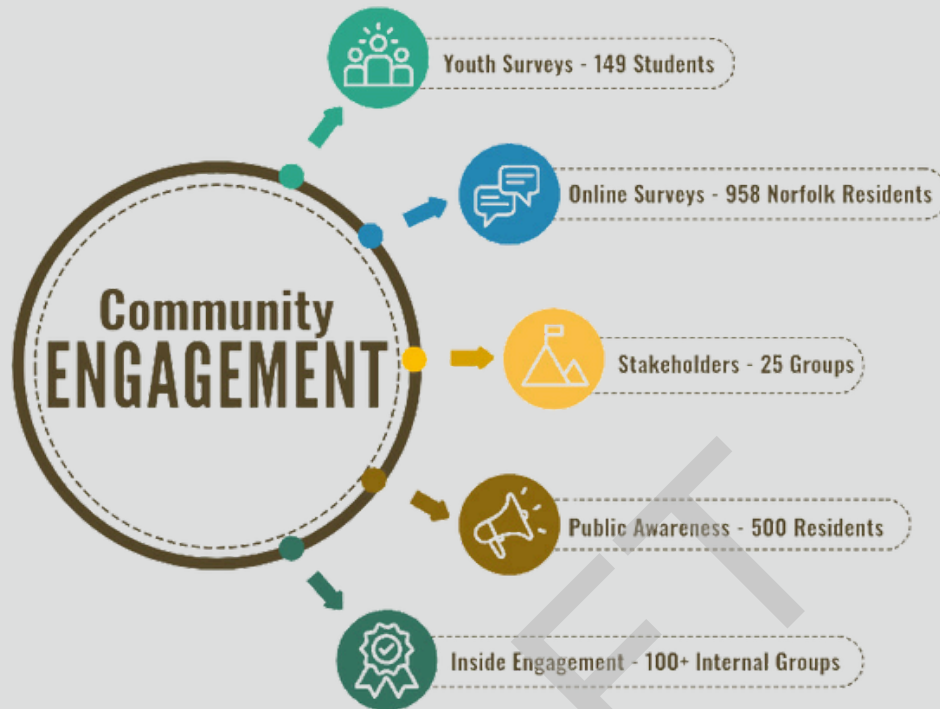 Youth Surveys - 149 Students
Online Surveys - 958 Norfolk Residents
Community
ENGAGEMENT
Stakeholders - 25 Groups
Public Awareness - 500 Residents
Inside Engagement - 100+ Internal Groups